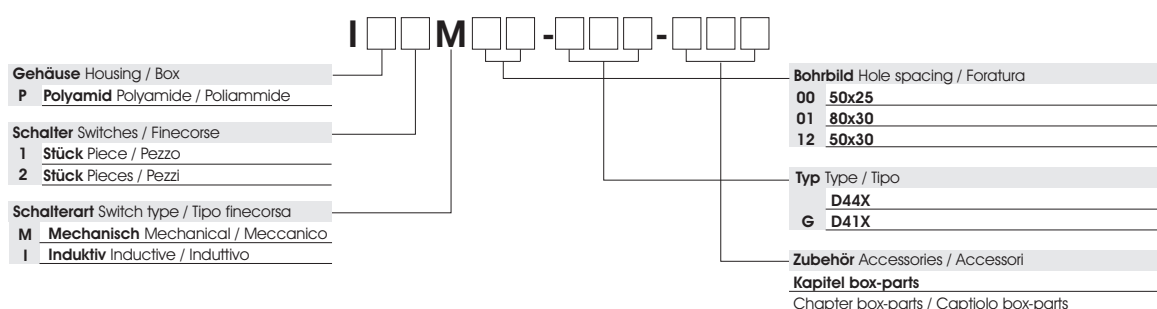 I M - -
Gehäuse Housing / Box
P Polyamid Polyamide / Poliammide
Schalter Switches / Finecorse
1 Stück Piece / Pezzo
2 Stück Pieces / Pezzi
Schalterart Switch type / Tipo finecorsa
M Mechanisch Mechanical / Meccanico
I Induktiv Inductive / Induttivo
Bohrbild Hole spacing / Foratura
00 50x25
01 80x30
12 50x30
Typ Type / Tipo
D44X
G D41X
Zubehör Accessories / Accessori
Kapitel box-parts
Chapter box-parts / Captiolo box-parts